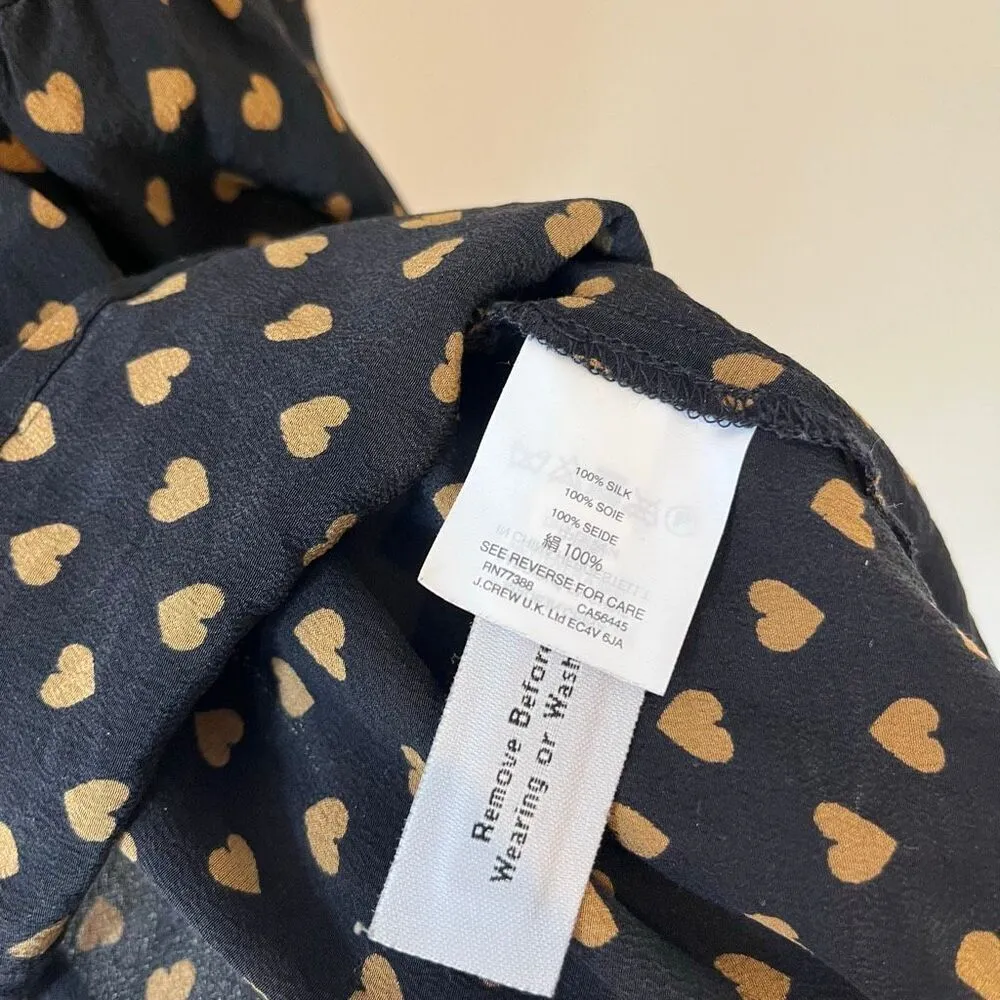 100% SILK
100% SOIE
100% SEIDE
絹 100%
SEE REVERSE FOR CARE
RN77388 CA56445
J.CREW U.K. Ltd EC4V 6JA
Remove Before
Wearing or Wash